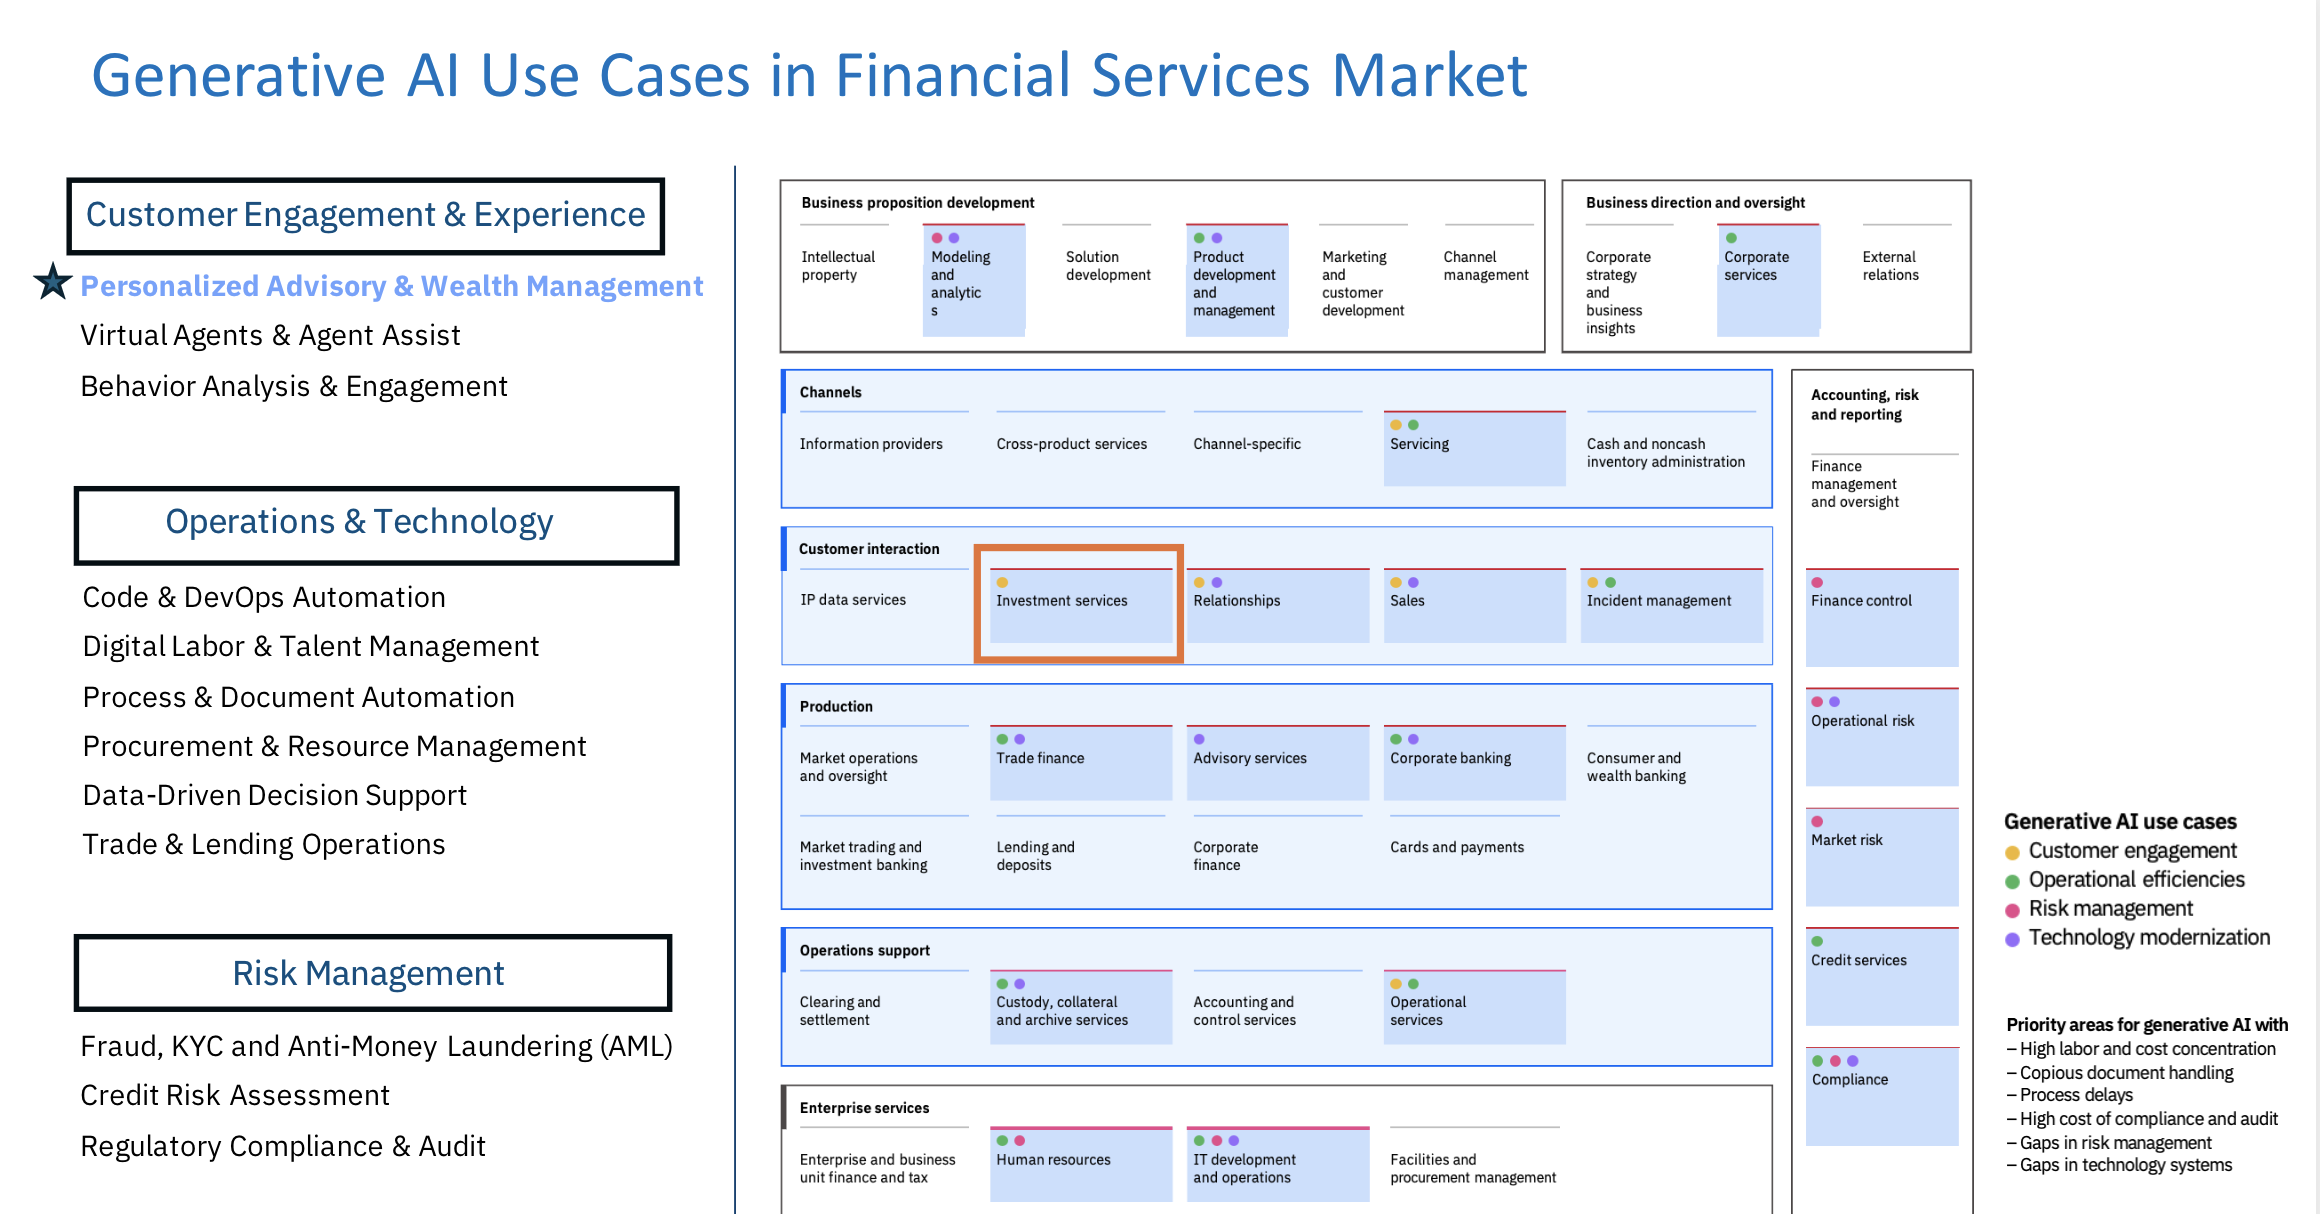 Generative AI Use Cases in Financial Services Market
Customer Engagement & Experience
Personalized Advisory & Wealth Management
Virtual Agents & Agent Assist
Behavior Analysis & Engagement
Operations & Technology
Code & DevOps Automation
Digital Labor & Talent Management
Process & Document Automation
Procurement & Resource Management
Data-Driven Decision Support
Trade & Lending Operations
Risk Management
Fraud, KYC and Anti-Money Laundering (AML)
Credit Risk Assessment
Regulatory Compliance & Audit
Business proposition development
Intellectual
property
Modeling
and
analytic
s
Solution
development
Product
development
and
management
Marketing
and
customer
development
Channel
management
Business direction and oversight
Corporate
strategy
and
business
insights
Corporate
services
External
relations
Channels
Information providers
Cross-product services
Channel-specific
Servicing
Cash and noncash
inventory administration
Customer interaction
IP data services
Investment services
Relationships
Sales
Incident management
Production
Market operations
and oversight
Trade finance
Advisory services
Corporate banking
Consumer and
wealth banking
Market trading and
investment banking
Lending and
deposits
Corporate
finance
Cards and payments
Operations support
Clearing and
settlement
Custody, collateral
and archive services
Accounting and
control services
Operational
services
Enterprise services
Enterprise and business
unit finance and tax
Human resources
IT development
and operations
Facilities and
procurement management
Accounting, risk
and reporting
Finance
management
and oversight
Finance control
Operational risk
Market risk
Credit services
Compliance
Generative AI use cases
Customer engagement
Operational efficiencies
Risk management
Technology modernization
Priority areas for generative AI with
– High labor and cost concentration
– Copious document handling
– Process delays
– High cost of compliance and audit
– Gaps in risk management
– Gaps in technology systems